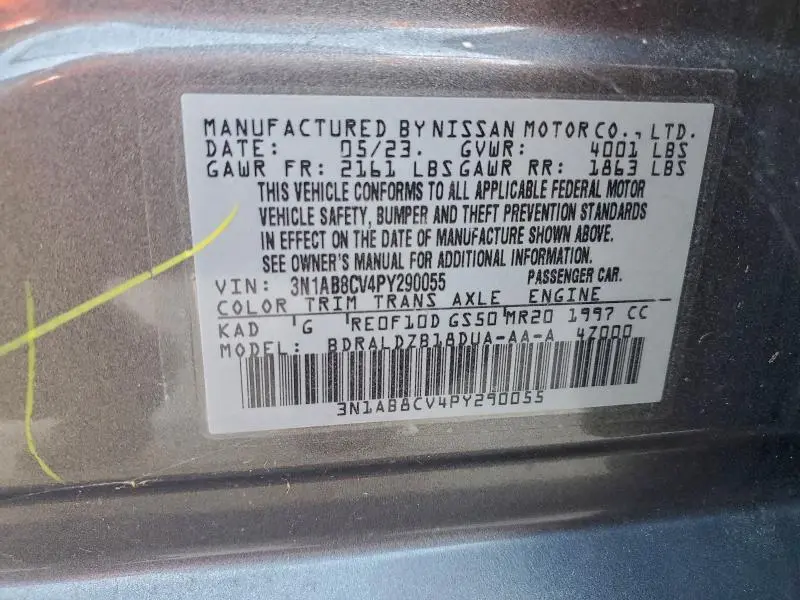 MANUFACTURED BY NISSAN MOTOR CO., LTD.
DATE: 05/23. GVWR: 4001 LBS
GAWR FR: 2161 LBS GAWR RR: 1863 LBS
THIS VEHICLE CONFORMS TO ALL APPLICABLE FEDERAL MOTOR
VEHICLE SAFETY, BUMPER AND THEFT PREVENTION STANDARDS
IN EFFECT ON THE DATE OF MANUFACTURE SHOWN ABOVE.
SEE OWNER'S MANUAL FOR ADDITIONAL INFORMATION.
VIN: 3N1AB8CV4PY290055 PASSENGER CAR.
COLOR TRIM TRANS AXLE ENGINE
KAD G RE0F10D GS50 MR20 1997 CC
MODEL: BDRALDZB18DUA-AA-A 4Z000
3N1AB8CV4PY290055